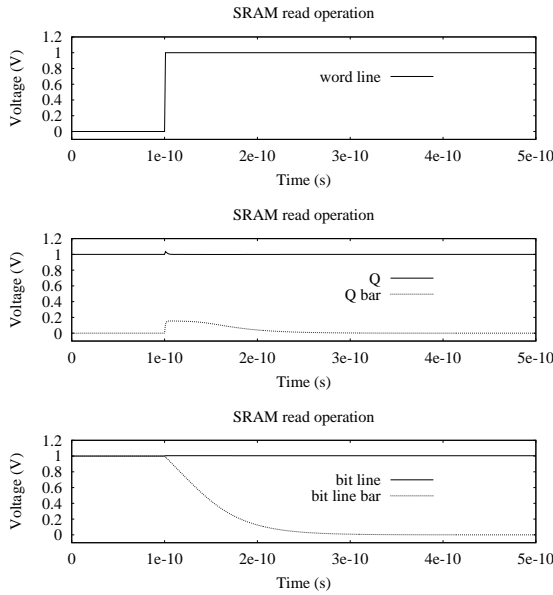 SRAM read operation
1.2
1
0.8
0.6
0.4
0.2
0
Voltage (V)
word line
0 1e-10 2e-10 3e-10 4e-10 5e-10
Time (s)
SRAM read operation
1.2
1
0.8
0.6
0.4
0.2
0
Voltage (V)
Q
Q bar
0 1e-10 2e-10 3e-10 4e-10 5e-10
Time (s)
SRAM read operation
1.2
1
0.8
0.6
0.4
0.2
0
Voltage (V)
bit line
bit line bar
0 1e-10 2e-10 3e-10 4e-10 5e-10
Time (s)